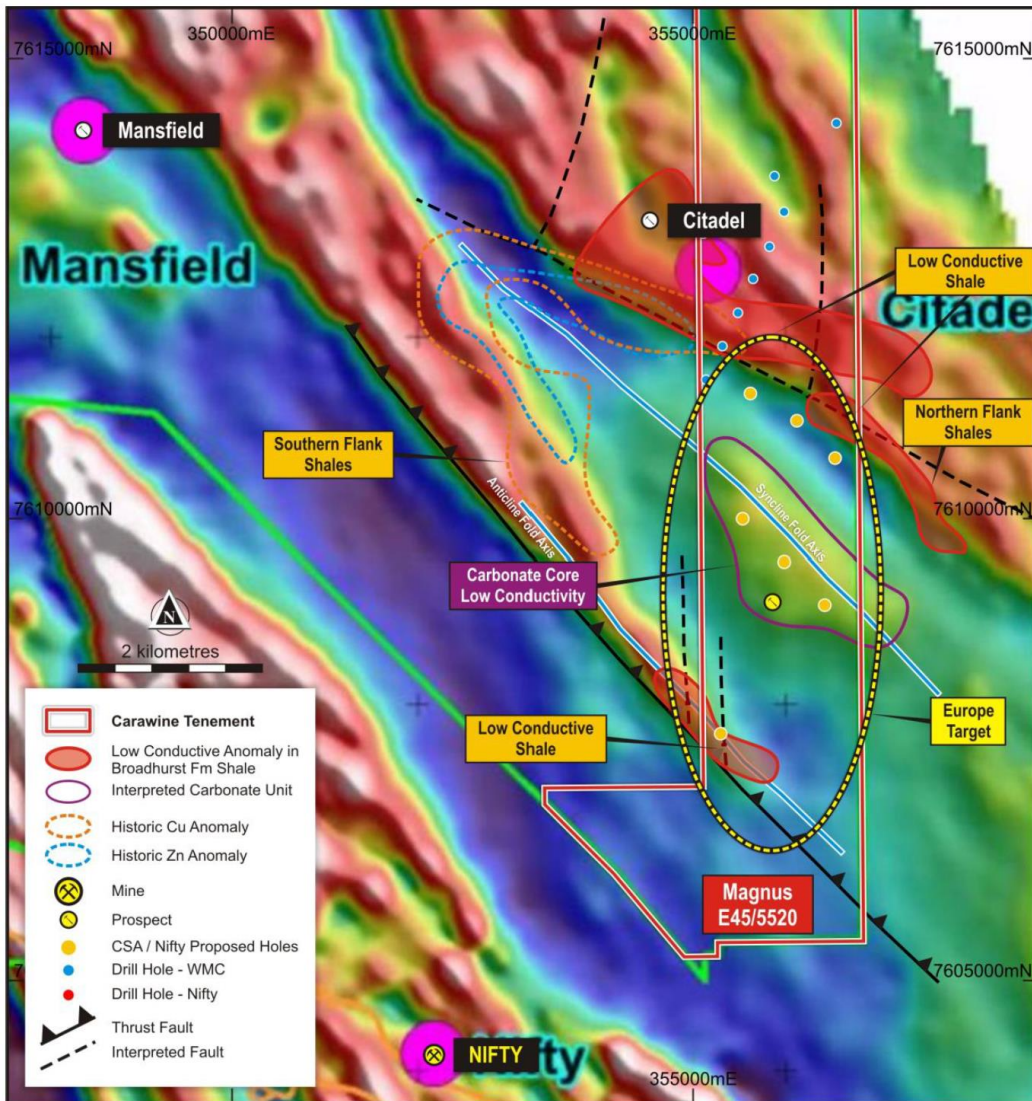 350000mE
355000mE
7615000mN
7615000mN
Mansfield
Citadel
Mansfield
Low Conductive
Shale
Citade
Northern Flank
Shales
Southern Flank
Shales
7610000mN
7610000mN
Anticline Fold Axis
Syncline Fold Axis
Carbonate Core
Low Conductivity
N
2 kilometres
Low Conductive
Shale
Europe
Target
Magnus
E45/5520
Carawine Tenement
Low Conductive Anomaly in
Broadhurst Fm Shale
Interpreted Carbonate Unit
Historic Cu Anomaly
Historic Zn Anomaly
Mine
Prospect
CSA / Nifty Proposed Holes
Drill Hole - WMC
Drill Hole - Nifty
Thrust Fault
Interpreted Fault
7605000mN
NIFTY
Nifty
355000mE